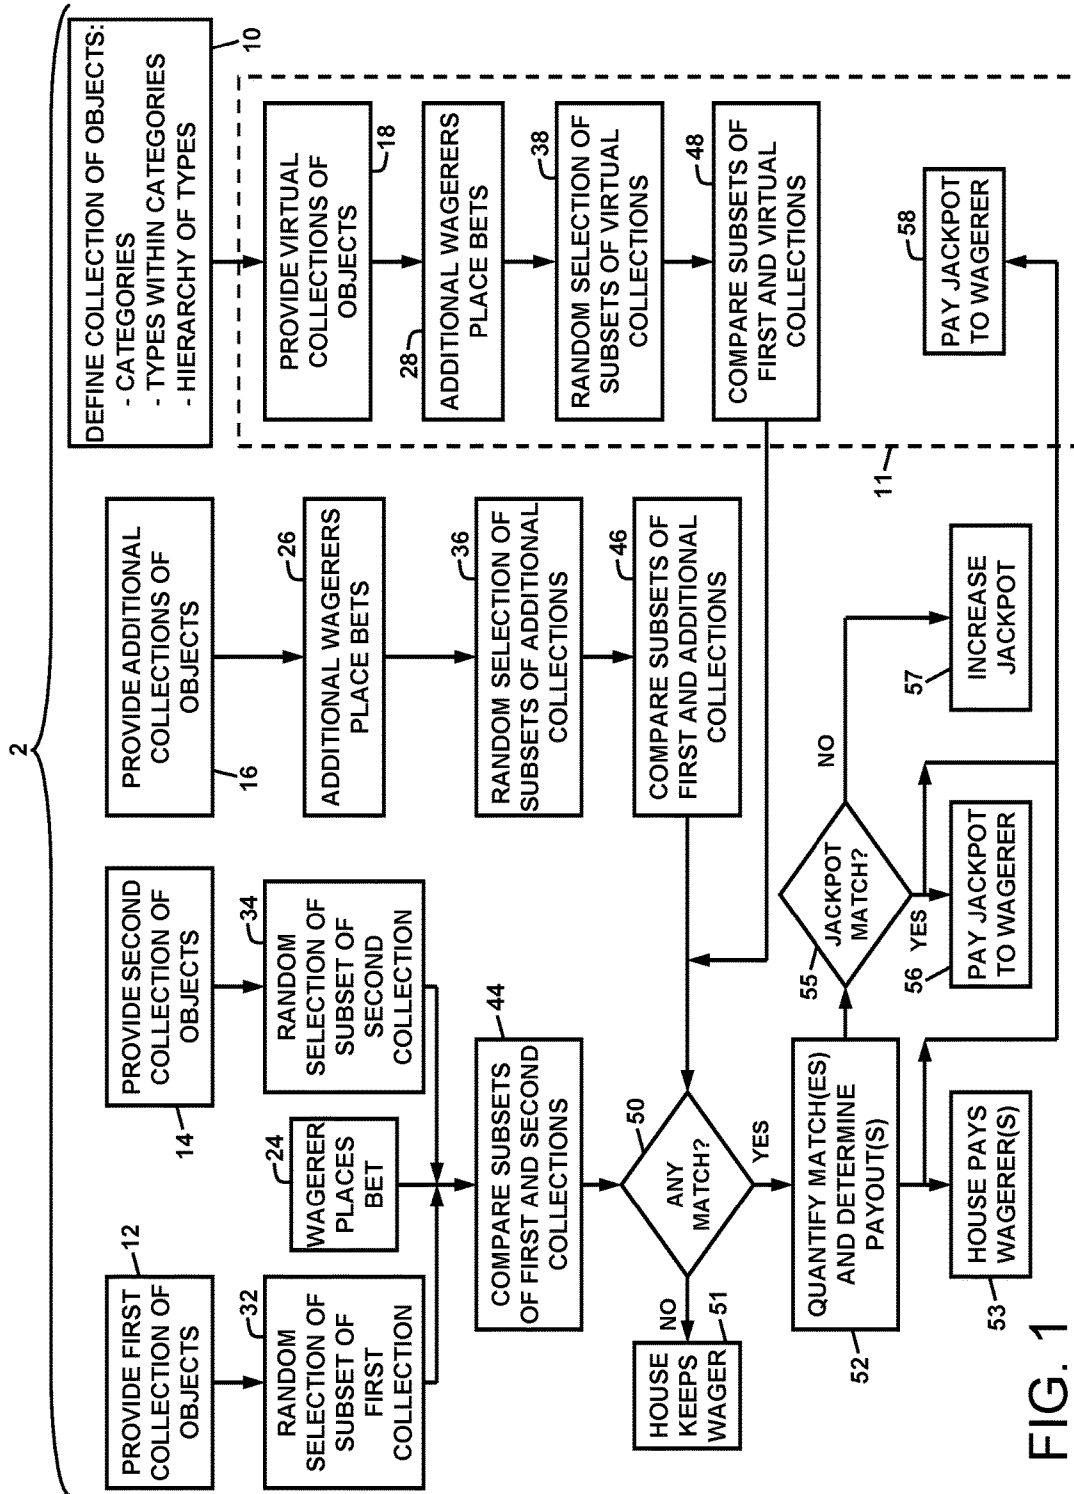 2
DEFINE COLLECTION OF OBJECTS:
- CATEGORIES
- TYPES WITHIN CATEGORIES
- HIERARCHY OF TYPES
10
PROVIDE FIRST
COLLECTION OF
OBJECTS
12
PROVIDE SECOND
COLLECTION OF
OBJECTS
14
PROVIDE ADDITIONAL
COLLECTIONS OF
OBJECTS
16
PROVIDE VIRTUAL
COLLECTIONS OF
OBJECTS
18
RANDOM
SELECTION OF
SUBSET OF
FIRST
COLLECTION
32
WAGERER
PLACES
BET
24
RANDOM
SELECTION OF
SUBSET OF
SECOND
COLLECTION
34
ADDITIONAL WAGERERS
PLACE BETS
26
ADDITIONAL WAGERERS
PLACE BETS
28
RANDOM SELECTION OF
SUBSETS OF ADDITIONAL
COLLECTIONS
36
RANDOM SELECTION OF
SUBSETS OF VIRTUAL
COLLECTIONS
38
COMPARE SUBSETS
OF FIRST AND SECOND
COLLECTIONS
44
COMPARE SUBSETS OF
FIRST AND ADDITIONAL
COLLECTIONS
46
COMPARE SUBSETS OF
FIRST AND VIRTUAL
COLLECTIONS
48
ANY
MATCH?
50
NO
YES
HOUSE
KEEPS
WAGER
51
QUANTIFY MATCH(ES)
AND DETERMINE
PAYOUT(S)
52
JACKPOT
MATCH?
55
NO
YES
11
HOUSE PAYS
WAGERER(S)
53
PAY JACKPOT
TO WAGERER
56
INCREASE
JACKPOT
57
PAY JACKPOT
TO WAGERER
58
FIG. 1